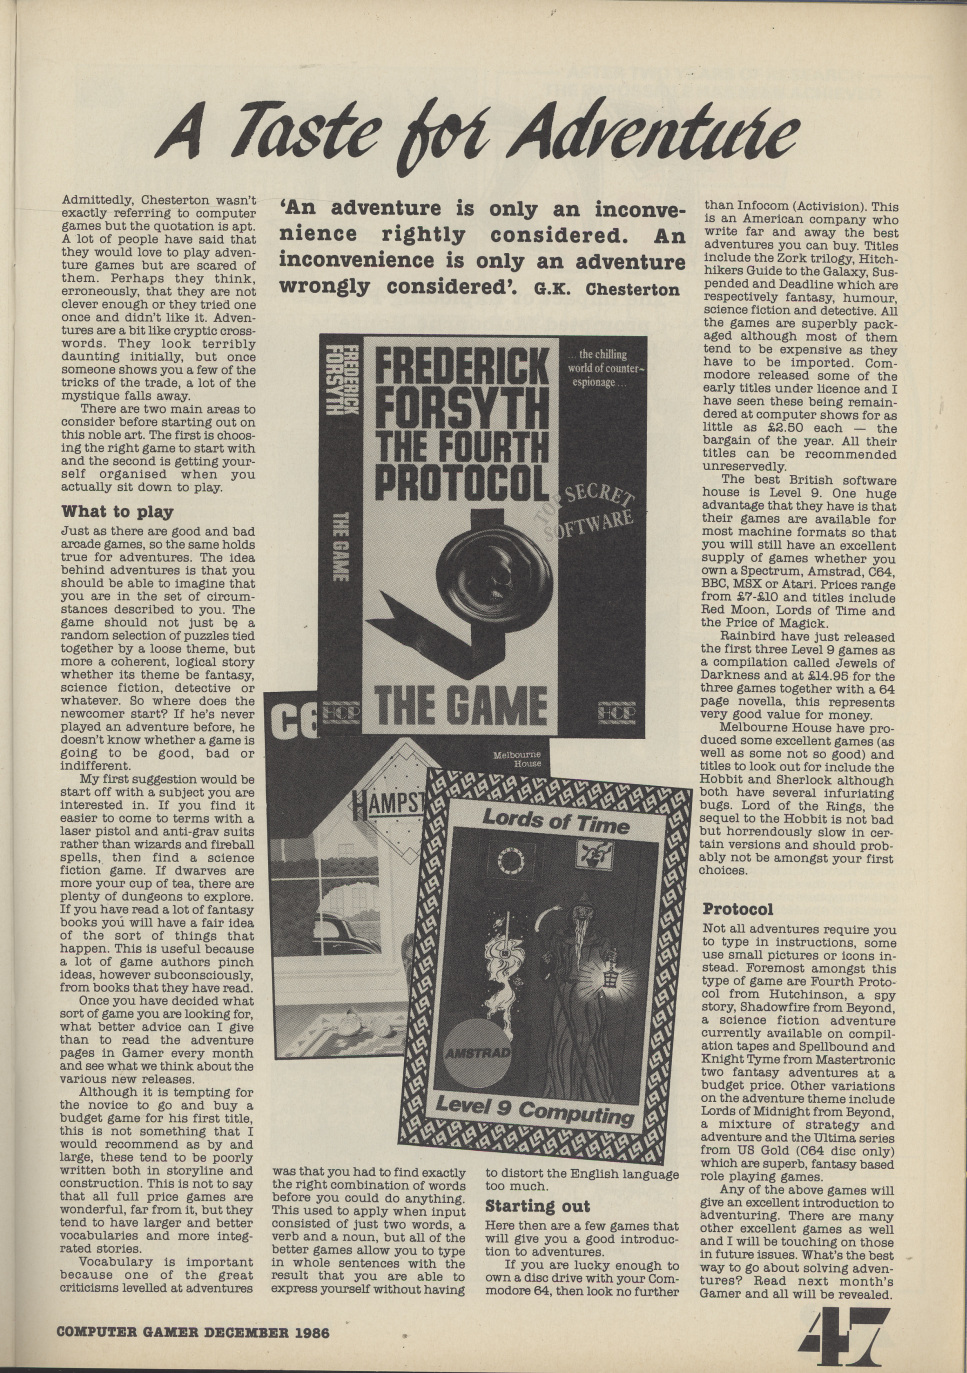 A Taste for Adventure
Admittedly, Chesterton wasn't
exactly referring to computer
games but the quotation is apt.
A lot of people have said that
they would love to play adven-
ture games but are scared of
them. Perhaps they think,
erroneously, that they are not
clever enough or they tried one
once and didn't like it. Adven-
tures are a bit like cryptic cross-
words. They look terribly
daunting initially, but once
someone shows you a few of the
tricks of the trade, a lot of the
mystique falls away.
There are two main areas to
consider before starting out on
this noble art. The first is choos-
ing the right game to start with
and the second is getting your-
self organised when you
actually sit down to play.
What to play
Just as there are good and bad
arcade games, so the same holds
true for adventures. The idea
behind adventures is that you
should be able to imagine that
you are in the set of circum-
stances described to you. The
game should not just be a
random selection of puzzles tied
together by a loose theme, but
more a coherent, logical story
whether its theme be fantasy,
science fiction, detective or
whatever. So where does the
newcomer start? If he's never
played an adventure before, he
doesn't know whether a game is
going to be good, bad or
indifferent.
My first suggestion would be
start off with a subject you are
interested in. If you find it
easier to come to terms with a
laser pistol and anti-grav suits
rather than wizards and fireball
spells, then find a science
fiction game. If dwarves are
more your cup of tea, there are
plenty of dungeons to explore.
If you have read a lot of fantasy
books you will have a fair idea
of the sort of things that
happen. This is useful because
a lot of game authors pinch
ideas, however subconsciously,
from books that they have read.
Once you have decided what
sort of game you are looking for,
what better advice can I give
than to read the adventure
pages in Gamer every month
and see what we think about the
various new releases.
Although it is tempting for
the novice to go and buy a
budget game for his first title,
this is not something that I
would recommend as by and
large, these tend to be poorly
written both in storyline and
construction. This is not to say
that all full price games are
wonderful, far from it, but they
tend to have larger and better
vocabularies and more integ-
rated stories.
Vocabulary is important
because one of the great
criticisms levelled at adventures
'An adventure is only an inconve-
nience rightly considered. An
inconvenience is only an adventure
wrongly considered'. G.K. Chesterton
FREDERICK
FORSYTH
THE GAME
HCP
FREDERICK
FORSYTH
THE FOURTH
PROTOCOL
THE GAME
... the chilling
world of counter-
espionage ...
TOP SECRET
SOFTWARE
HCP
C6
Melbourne
House
HAMPST
Lords of Time
AMSTRAD
Level 9 Computing
was that you had to find exactly
the right combination of words
before you could do anything.
This used to apply when input
consisted of just two words, a
verb and a noun, but all of the
better games allow you to type
in whole sentences with the
result that you are able to
express yourself without having
to distort the English language
too much.
Starting out
Here then are a few games that
will give you a good introduc-
tion to adventures.
If you are lucky enough to
own a disc drive with your Com-
modore 64, then look no further
than Infocom (Activision). This
is an American company who
write far and away the best
adventures you can buy. Titles
include the Zork trilogy, Hitch-
hikers Guide to the Galaxy, Sus-
pended and Deadline which are
respectively fantasy, humour,
science fiction and detective. All
the games are superbly pack-
aged although most of them
tend to be expensive as they
have to be imported. Com-
modore released some of the
early titles under licence and I
have seen these being remain-
dered at computer shows for as
little as £2.50 each — the
bargain of the year. All their
titles can be recommended
unreservedly.
The best British software
house is Level 9. One huge
advantage that they have is that
their games are available for
most machine formats so that
you will still have an excellent
supply of games whether you
own a Spectrum, Amstrad, C64,
BBC, MSX or Atari. Prices range
from £7-£10 and titles include
Red Moon, Lords of Time and
the Price of Magick.
Rainbird have just released
the first three Level 9 games as
a compilation called Jewels of
Darkness and at £14.95 for the
three games together with a 64
page novella, this represents
very good value for money.
Melbourne House have pro-
duced some excellent games (as
well as some not so good) and
titles to look out for include the
Hobbit and Sherlock although
both have several infuriating
bugs. Lord of the Rings, the
sequel to the Hobbit is not bad
but horrendously slow in cer-
tain versions and should prob-
ably not be amongst your first
choices.
Protocol
Not all adventures require you
to type in instructions, some
use small pictures or icons in-
stead. Foremost amongst this
type of game are Fourth Proto-
col from Hutchinson, a spy
story, Shadowfire from Beyond,
a science fiction adventure
currently available on compil-
ation tapes and Spellbound and
Knight Tyme from Mastertronic
two fantasy adventures at a
budget price. Other variations
on the adventure theme include
Lords of Midnight from Beyond,
a mixture of strategy and
adventure and the Ultima series
from US Gold (C64 disc only)
which are superb, fantasy based
role playing games.
Any of the above games will
give an excellent introduction to
adventuring. There are many
other excellent games as well
and I will be touching on those
in future issues. What's the best
way to go about solving adven-
tures? Read next month's
Gamer and all will be revealed.
COMPUTER GAMER DECEMBER 1986
47